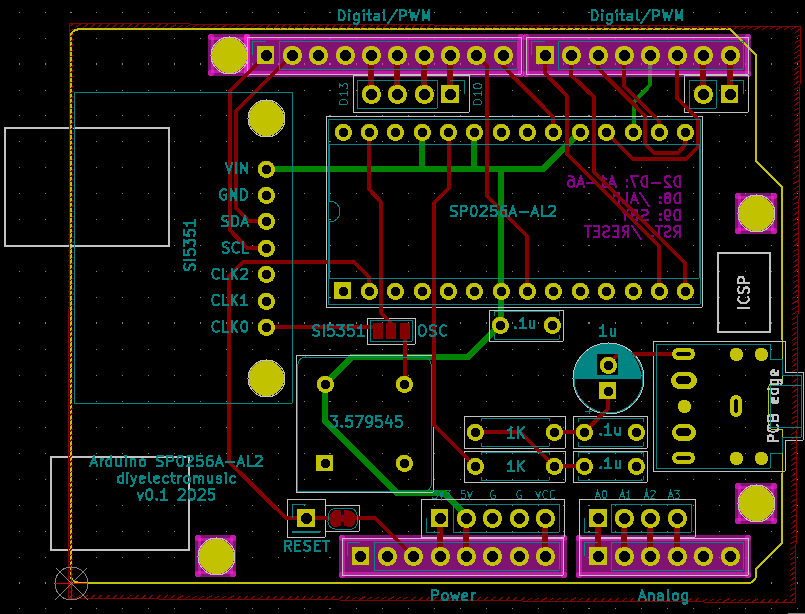 Digital/PWM
Digital/PWM
D13
D10
VIN
GND
SDA
SCL
CLK2
CLK1
CLK0
SI5351
D2-D7: A1-A6
D8: /ALD
D9: SBY
RST: /RESET
SP0256A-AL2
ICSP
SI5351
OSC
.1u
1u
3.579545
1K
.1u
1K
.1u
PCB edge
Arduino SP0256A-AL2
diyelectromusic
v0.1 2025
5V
G
G
VCC
A0
A1
A2
A3
RESET
Power
Analog